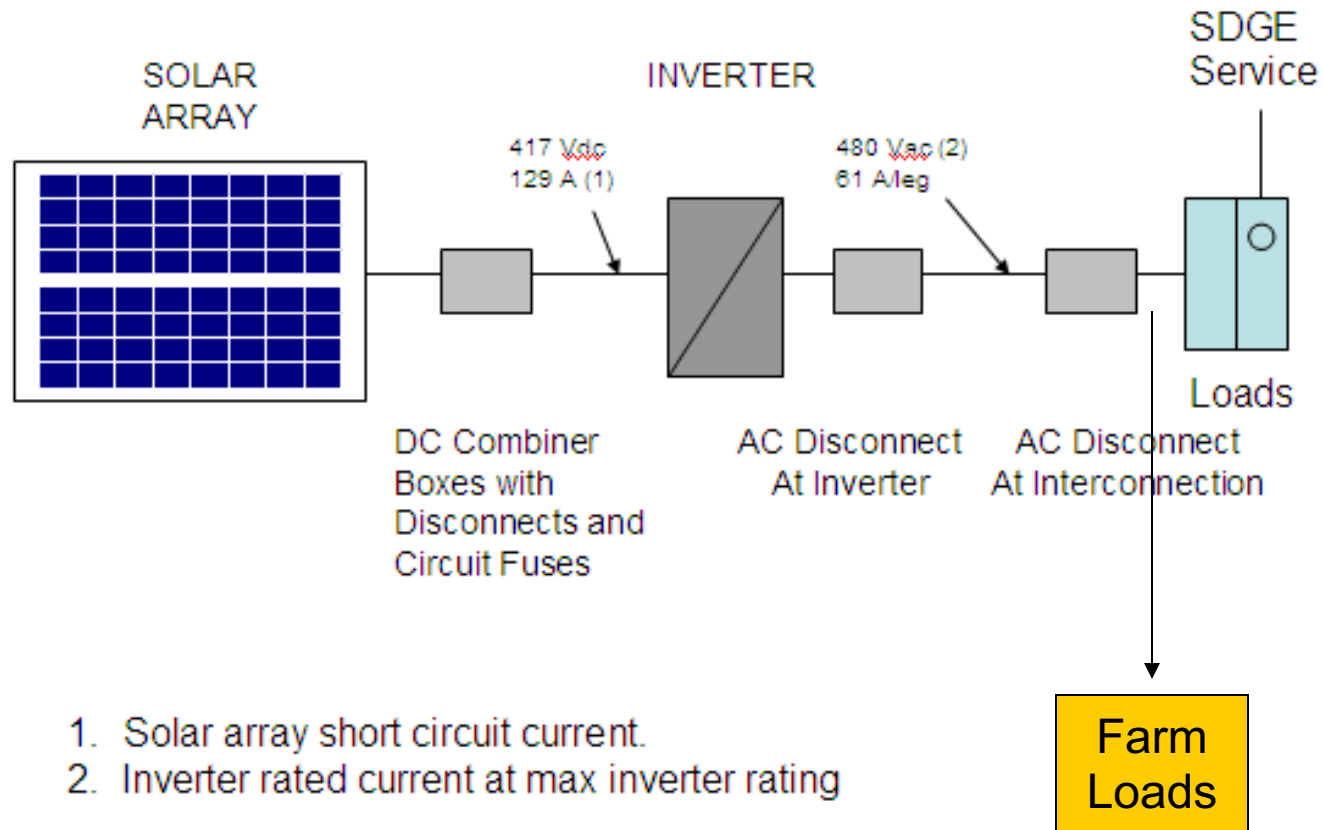 SDGE
Service
SOLAR
ARRAY
INVERTER
417 Vdc
129 A (1)
480 Vac (2)
61 A/leg
Loads
DC Combiner
Boxes with
Disconnects and
Circuit Fuses
AC Disconnect
At Inverter
AC Disconnect
At Interconnection
1. Solar array short circuit current.
2. Inverter rated current at max inverter rating
Farm
Loads